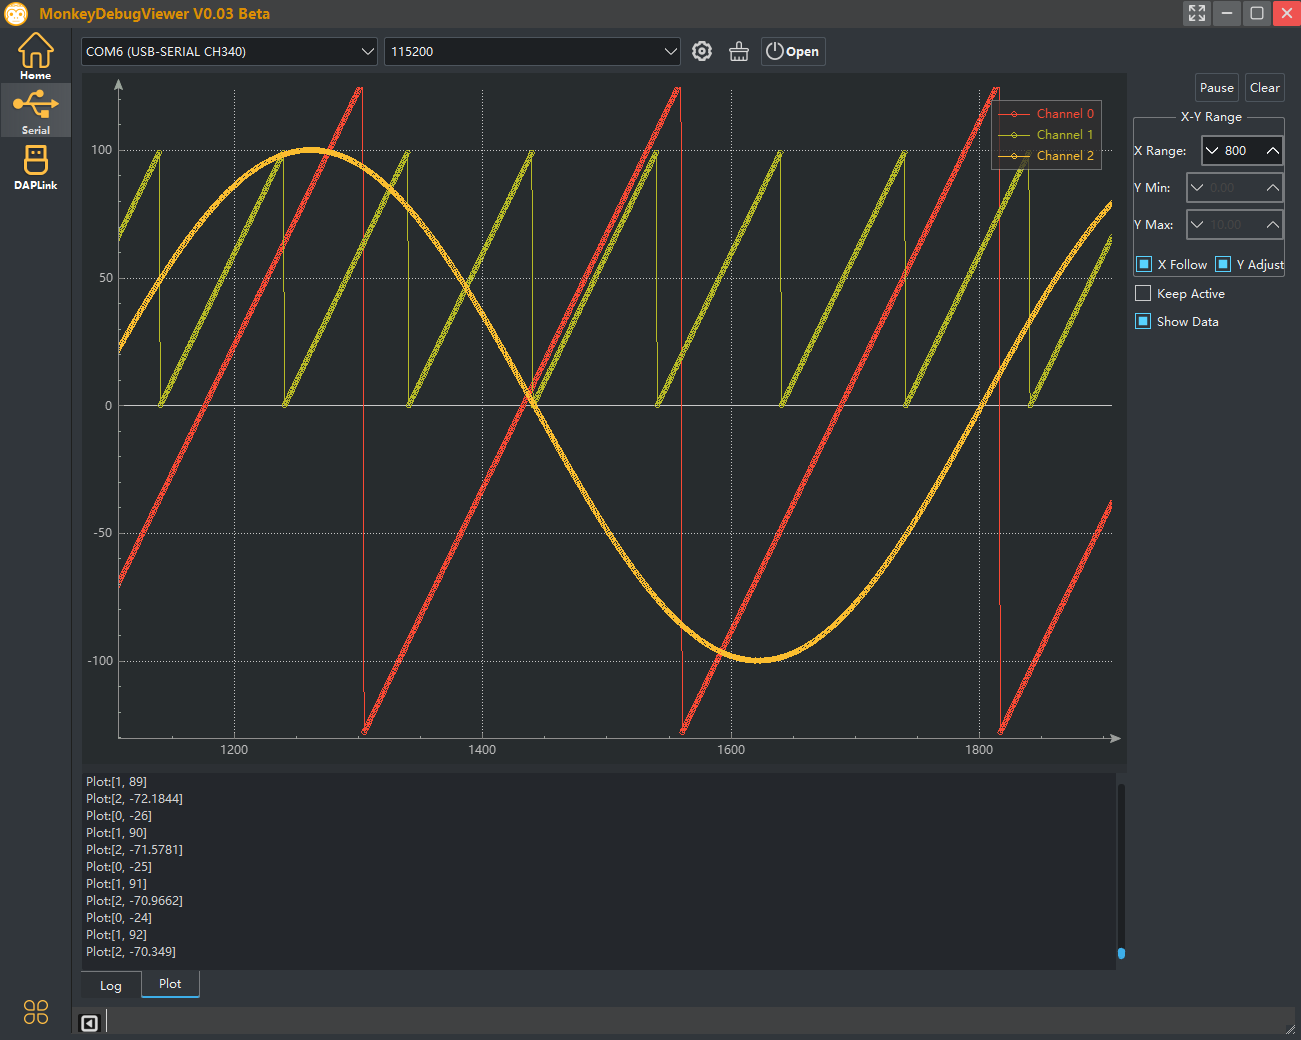 MonkeyDebugViewer V0.03 Beta
Home
Serial
DAPLink
COM6 (USB-SERIAL CH340)
115200
Open
Pause
Clear
X-Y Range
X Range:
800
Y Min:
0.00
Y Max:
10.00
X Follow
Y Adjust
Keep Active
Show Data
Channel 0
Channel 1
Channel 2
100
50
0
-50
-100
1200
1400
1600
1800
Plot:[1, 89]
Plot:[2, -72.1844]
Plot:[0, -26]
Plot:[1, 90]
Plot:[2, -71.5781]
Plot:[0, -25]
Plot:[1, 91]
Plot:[2, -70.9662]
Plot:[0, -24]
Plot:[1, 92]
Plot:[2, -70.349]
Log
Plot